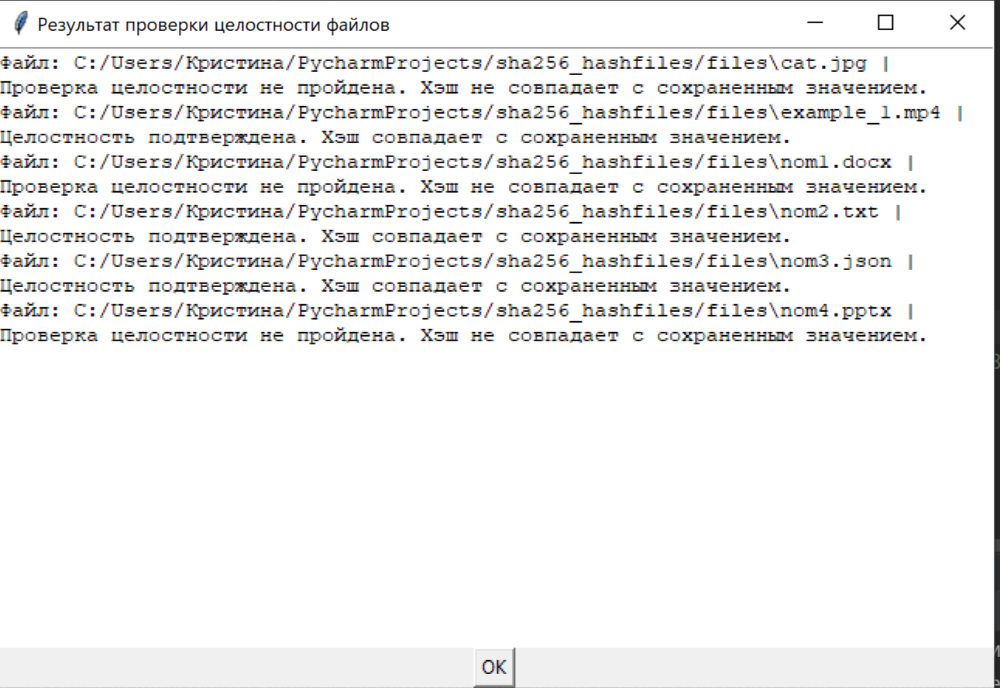 Результат проверки целостности файлов
Файл: C:/Users/Кристина/PycharmProjects/sha256_hashfiles/files\cat.jpg |
Проверка целостности не пройдена. Хэш не совпадает с сохраненным значением.
Файл: C:/Users/Кристина/PycharmProjects/sha256_hashfiles/files\example_1.mp4 |
Целостность подтверждена. Хэш совпадает с сохраненным значением.
Файл: C:/Users/Кристина/PycharmProjects/sha256_hashfiles/files\nom1.docx |
Проверка целостности не пройдена. Хэш не совпадает с сохраненным значением.
Файл: C:/Users/Кристина/PycharmProjects/sha256_hashfiles/files\nom2.txt |
Целостность подтверждена. Хэш совпадает с сохраненным значением.
Файл: C:/Users/Кристина/PycharmProjects/sha256_hashfiles/files\nom3.json |
Целостность подтверждена. Хэш совпадает с сохраненным значением.
Файл: C:/Users/Кристина/PycharmProjects/sha256_hashfiles/files\nom4.pptx |
Проверка целостности не пройдена. Хэш не совпадает с сохраненным значением.
OK